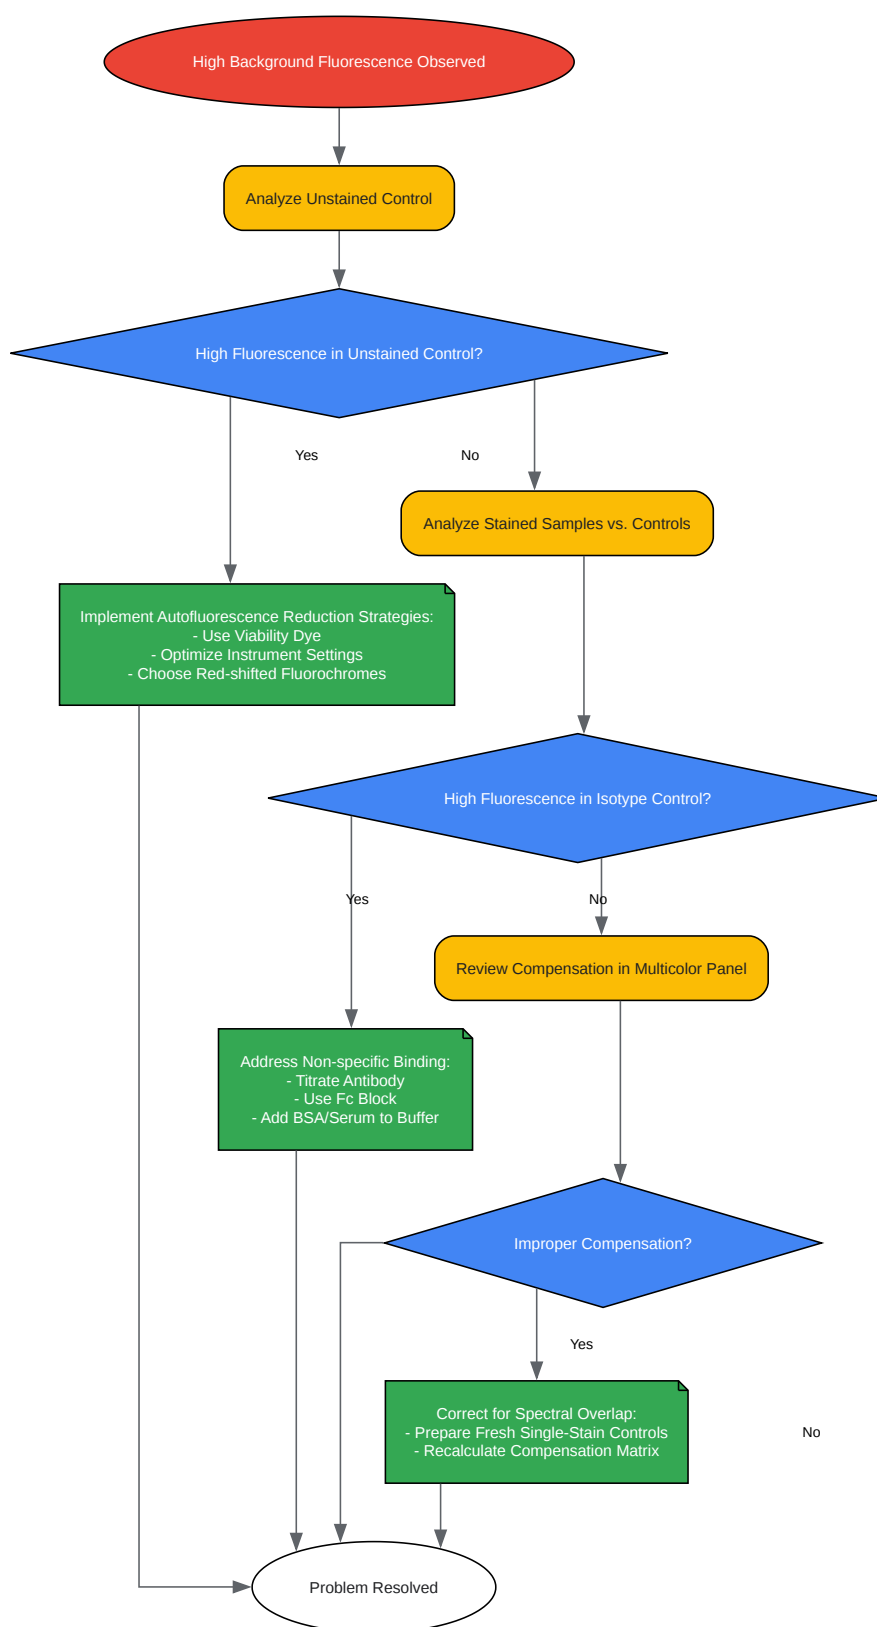 High Background Fluorescence Observed
Analyze Unstained Control
High Fluorescence in Unstained Control?
Yes
No
Analyze Stained Samples vs. Controls
Implement Autofluorescence Reduction Strategies:
- Use Viability Dye
- Optimize Instrument Settings
- Choose Red-shifted Fluorochromes
High Fluorescence in Isotype Control?
Yes
No
Review Compensation in Multicolor Panel
Address Non-specific Binding:
- Titrate Antibody
- Use Fc Block
- Add BSA/Serum to Buffer
Improper Compensation?
Yes
Correct for Spectral Overlap:
- Prepare Fresh Single-Stain Controls
- Recalculate Compensation Matrix
No
Problem Resolved